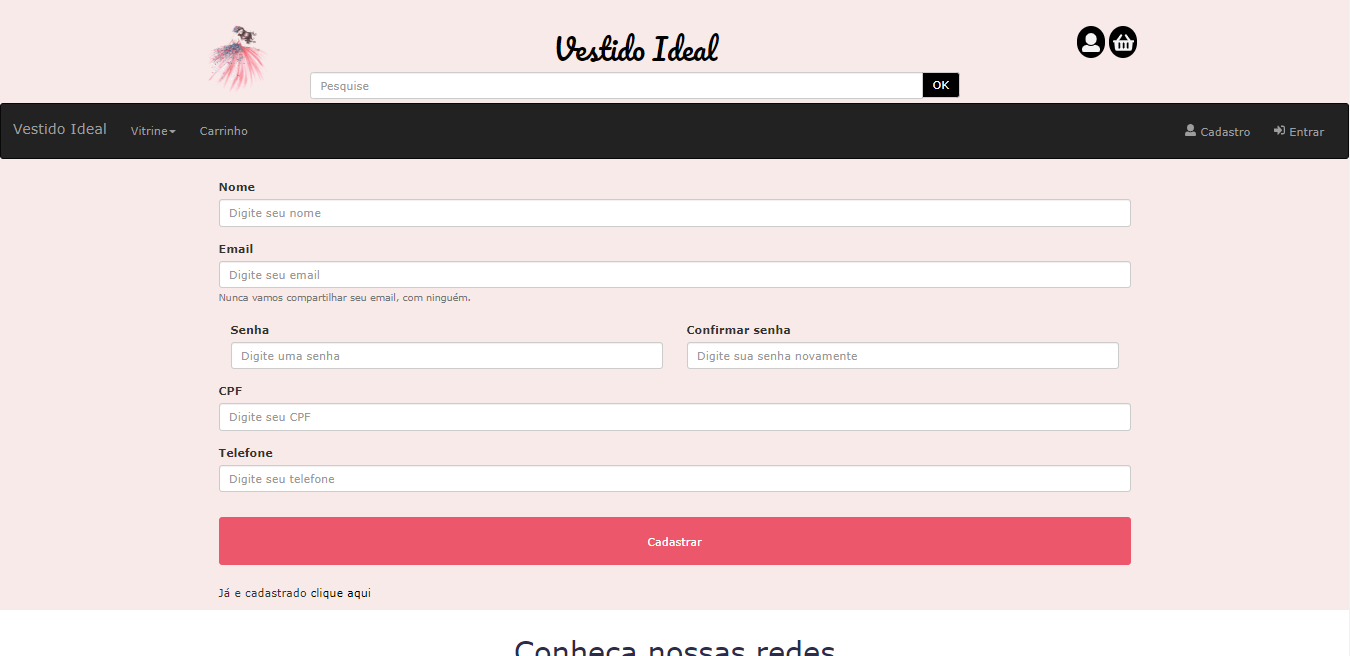 Vestido Ideal
Pesquise OK
Vestido Ideal Vitrine Carrinho Cadastro Entrar
Nome
Digite seu nome
Email
Digite seu email
Nunca vamos compartilhar seu email, com ninguém.
Senha Confirmar senha
Digite uma senha Digite sua senha novamente
CPF
Digite seu CPF
Telefone
Digite seu telefone
Cadastrar
Já e cadastrado clique aqui
Conheça nossas redes